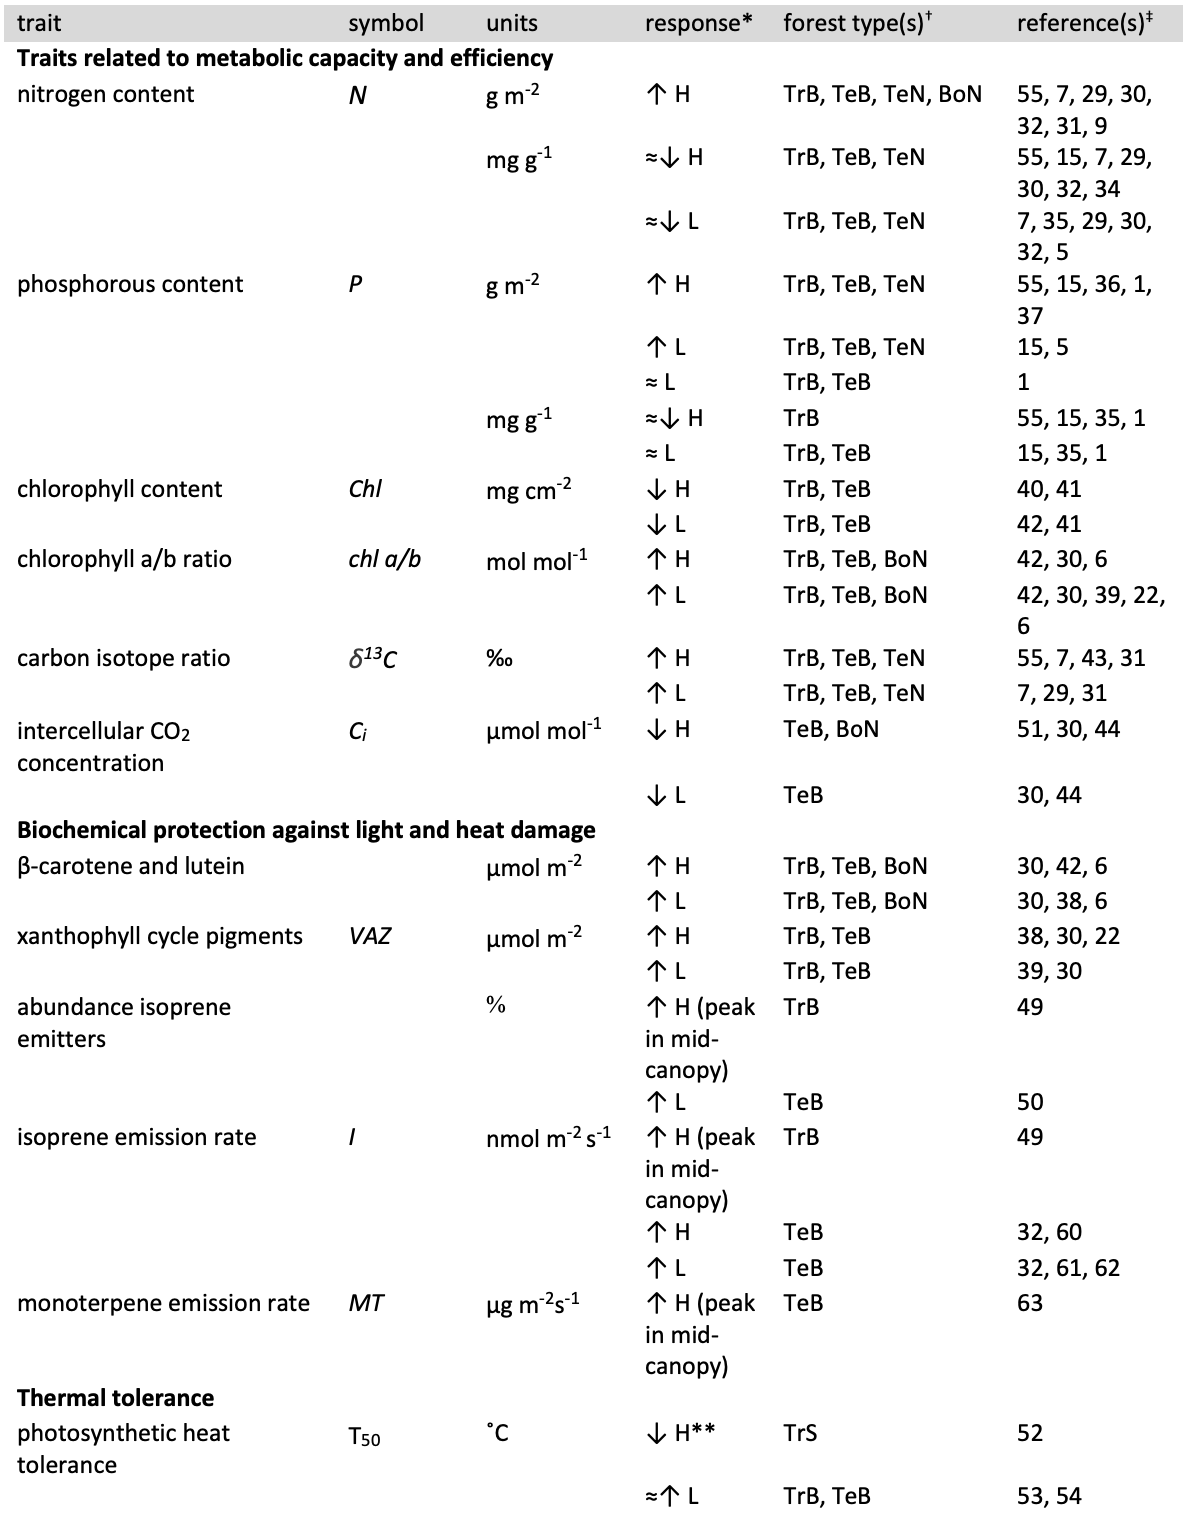 trait symbol units response* forest type(s)† reference(s)‡
Traits related to metabolic capacity and efficiency
nitrogen content N g m-2 ↑ H TrB, TeB, TeN, BoN 55, 7, 29, 30,
32, 31, 9
mg g-1 ≈↓ H TrB, TeB, TeN 55, 15, 7, 29,
30, 32, 34
≈↓ L TrB, TeB, TeN 7, 35, 29, 30,
32, 5
phosphorous content P g m-2 ↑ H TrB, TeB, TeN 55, 15, 36, 1,
37
↑ L TrB, TeB, TeN 15, 5
≈ L TrB, TeB 1
mg g-1 ≈↓ H TrB 55, 15, 35, 1
≈ L TrB, TeB 15, 35, 1
chlorophyll content Chl mg cm-2 ↓ H TrB, TeB 40, 41
↓ L TrB, TeB 42, 41
chlorophyll a/b ratio chl a/b mol mol-1 ↑ H TrB, TeB, BoN 42, 30, 6
↑ L TrB, TeB, BoN 42, 30, 39, 22,
6
carbon isotope ratio δ13C ‰ ↑ H TrB, TeB, TeN 55, 7, 43, 31
↑ L TrB, TeB, TeN 7, 29, 31
intercellular CO2 Ci µmol mol-1 ↓ H TeB, BoN 51, 30, 44
concentration
↓ L TeB 30, 44
Biochemical protection against light and heat damage
β-carotene and lutein µmol m-2 ↑ H TrB, TeB, BoN 30, 42, 6
↑ L TrB, TeB, BoN 30, 38, 6
xanthophyll cycle pigments VAZ µmol m-2 ↑ H TrB, TeB 38, 30, 22
↑ L TrB, TeB 39, 30
abundance isoprene % ↑ H (peak TrB 49
emitters in mid-
canopy)
↑ L TeB 50
isoprene emission rate I nmol m-2 s-1 ↑ H (peak TrB 49
in mid-
canopy)
↑ H TeB 32, 60
↑ L TeB 32, 61, 62
monoterpene emission rate MT µg m-2s-1 ↑ H (peak TeB 63
in mid-
canopy)
Thermal tolerance
photosynthetic heat T50 ˚C ↓ H** TrS 52
tolerance
≈↑ L TrB, TeB 53, 54